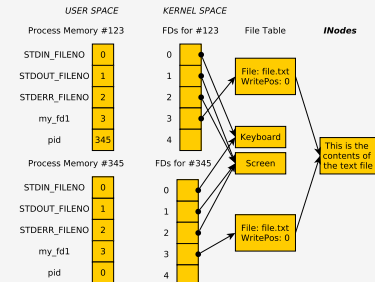 USER SPACE KERNEL SPACE
Process Memory #123 FDs for #123 File Table INodes
STDIN_FILENO 0 0
STDOUT_FILENO 1 1
STDERR_FILENO 2 2
my_fd1 3 3
pid 345 4
File: file.txt
WritePos: 0
Keyboard
Screen
This is the
contents of
the text file
Process Memory #345 FDs for #345
STDIN_FILENO 0 0
STDOUT_FILENO 1 1
STDERR_FILENO 2 2
my_fd1 3 3
pid 0 4
File: file.txt
WritePos: 0